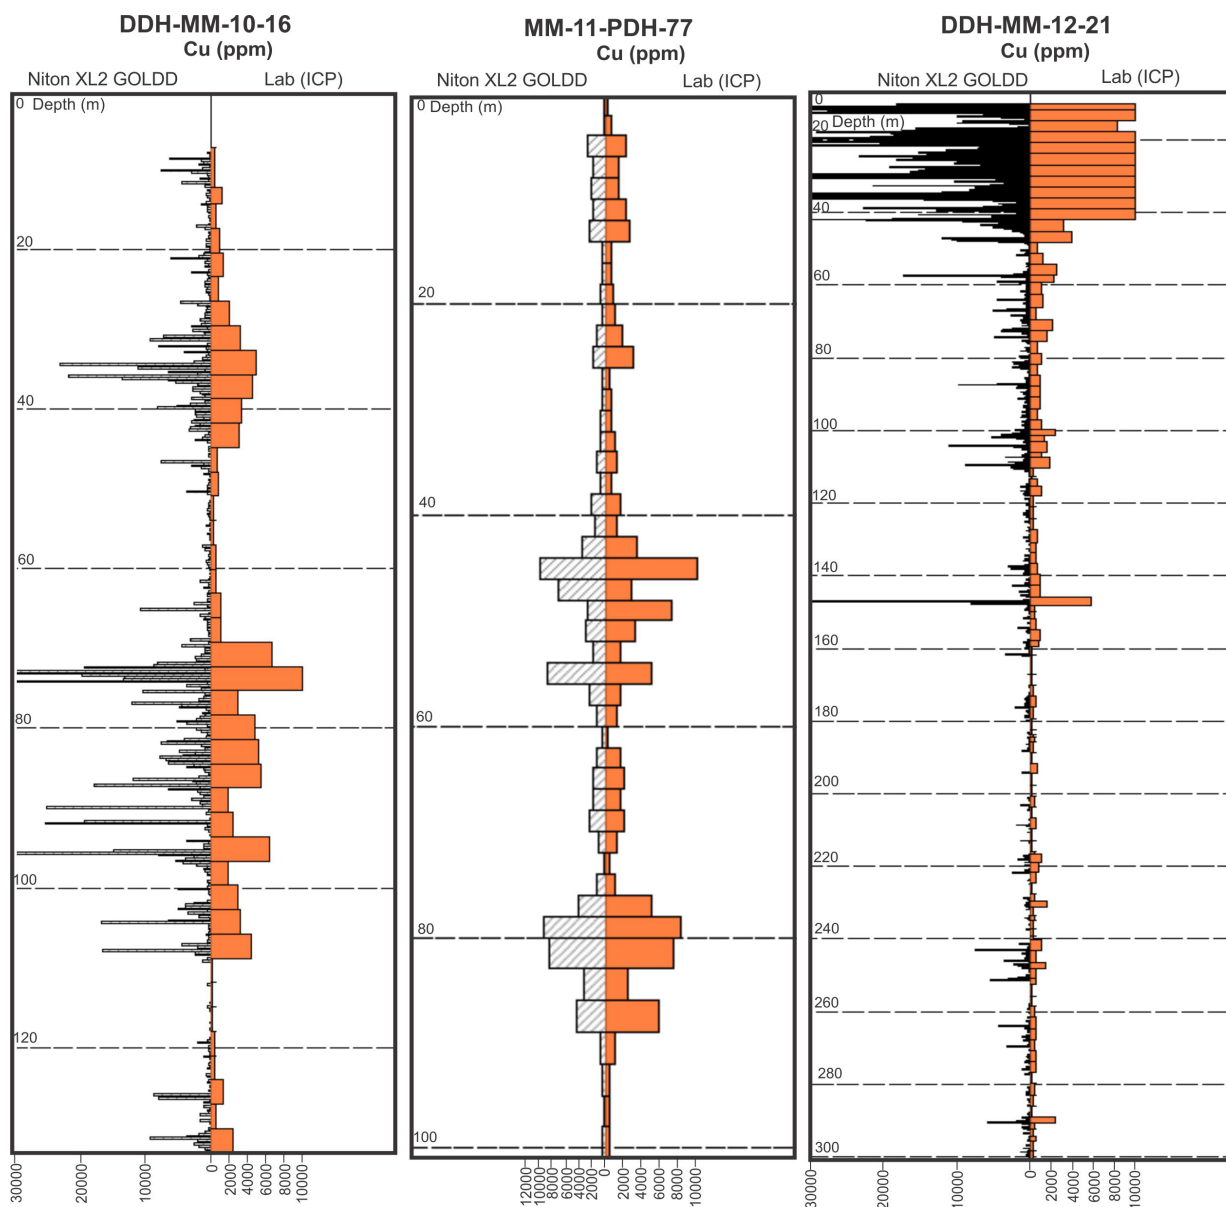 DDH-MM-10-16
Cu (ppm)
Niton XL2 GOLDD Lab (ICP)
0 Depth (m)
20
40
60
80
100
120
30000 20000 10000 0 2000 4000 6000 8000 10000
MM-11-PDH-77
Cu (ppm)
Niton XL2 GOLDD Lab (ICP)
0 Depth (m)
20
40
60
80
100
12000 10000 8000 6000 4000 2000 0 2000 4000 6000 8000 10000
DDH-MM-12-21
Cu (ppm)
Niton XL2 GOLDD Lab (ICP)
0
Depth (m)
20
40
60
80
100
120
140
160
180
200
220
240
260
280
300
30000 20000 10000 0 2000 4000 6000 8000 10000